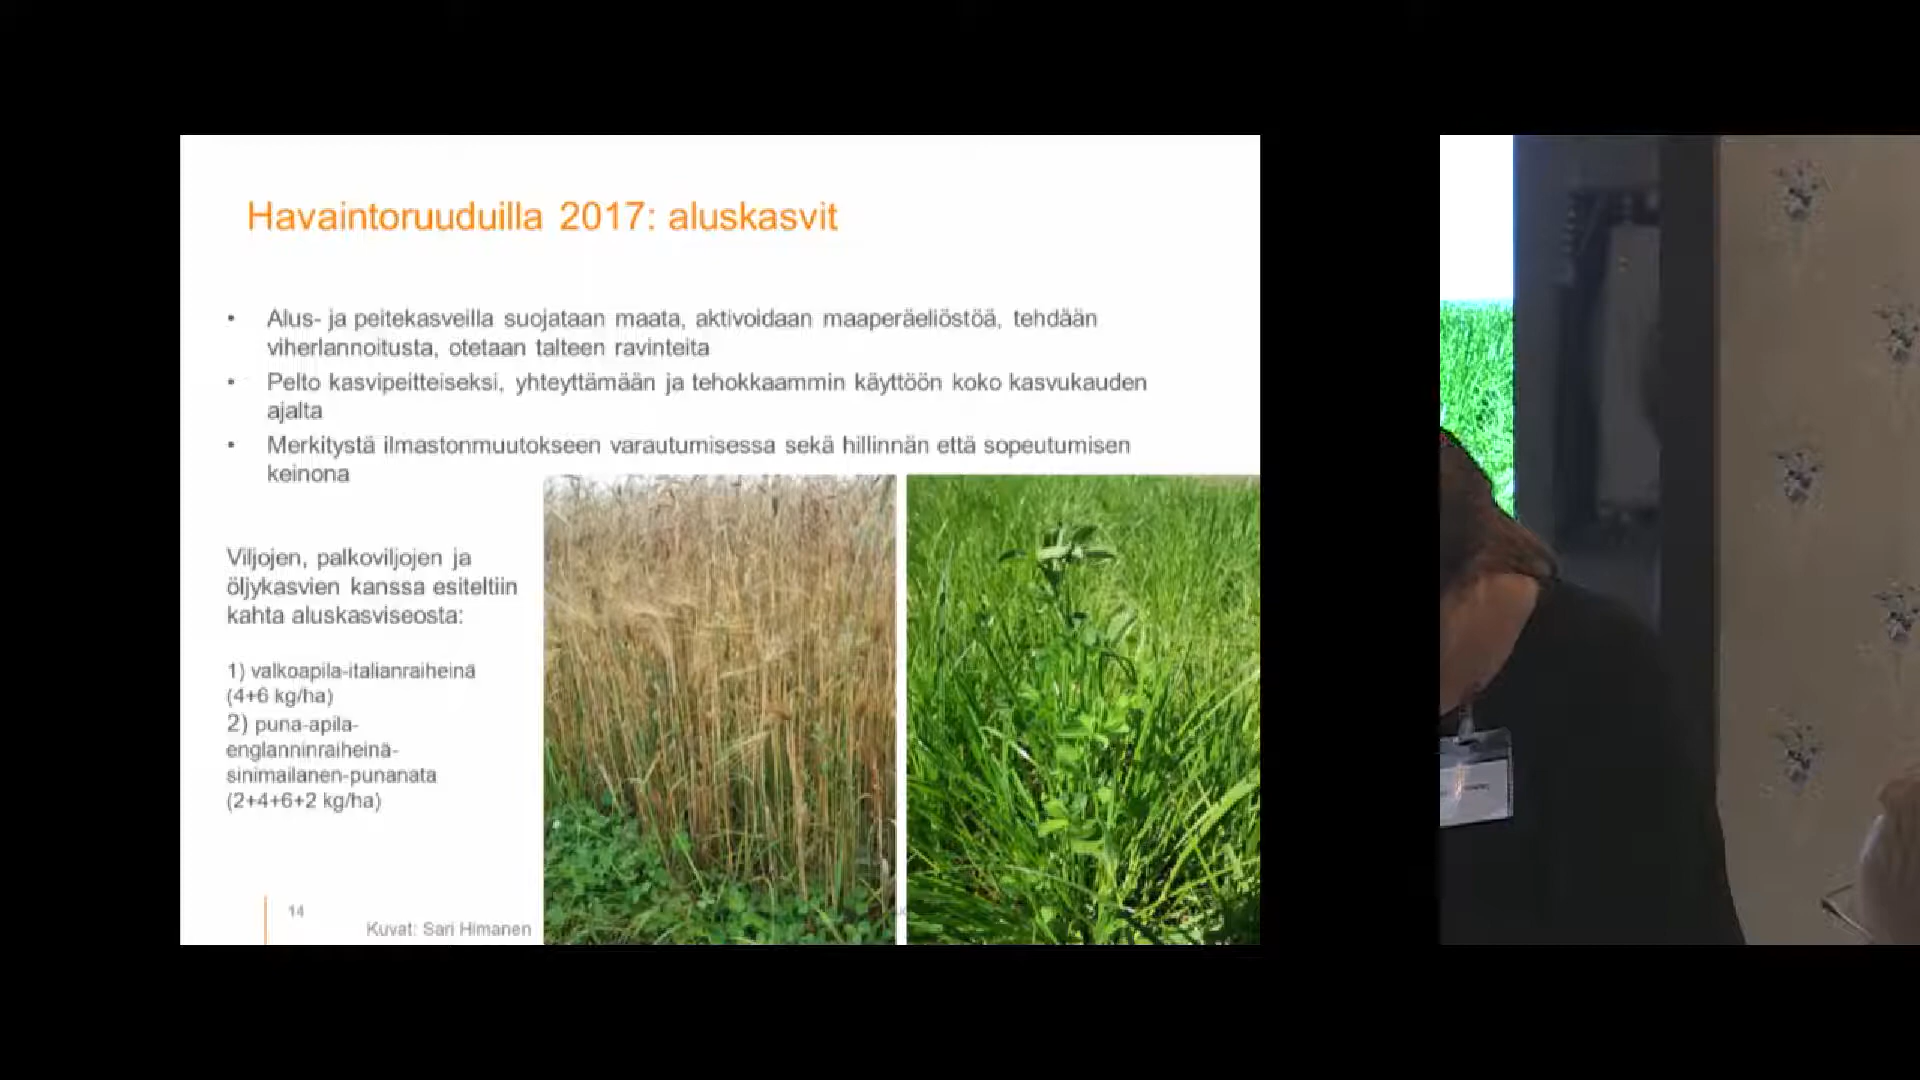 Havaintoruuduilla 2017: aluskasvit
• Alus- ja peitekasveilla suojataan maata, aktivoidaan maaperäeliöstöä, tehdään
viherlannoitusta, otetaan talteen ravinteita
• Pelto kasvipeitteiseksi, yhteyttämään ja tehokkaammin käyttöön koko kasvukauden
ajalta
• Merkitystä ilmastonmuutokseen varautumisessa sekä hillinnän että sopeutumisen
keinona
Viljojen, palkoviljojen ja
öljykasvien kanssa esiteltiin
kahta aluskasviseosta:
1) valkoapila-italianraiheinä
(4+6 kg/ha)
2) puna-apila-
englanninraiheinä-
sinimailanen-punanata
(2+4+6+2 kg/ha)
14
Kuvat: Sari Himanen